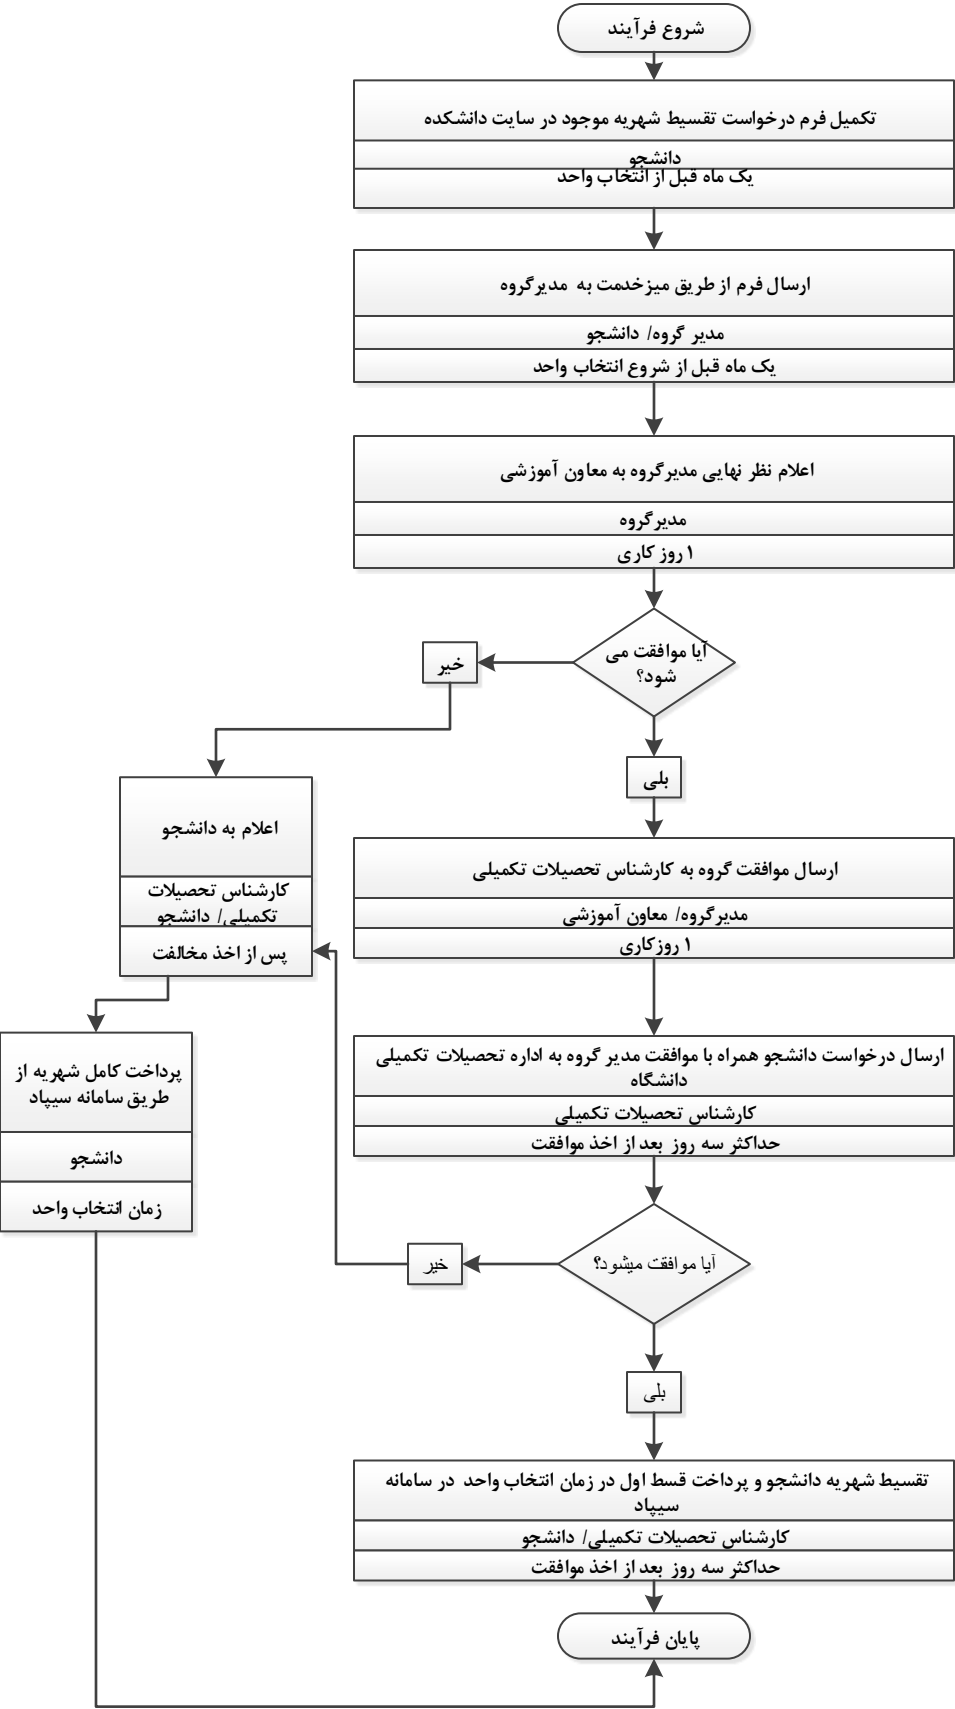 شروع فرآیند
تکمیل فرم درخواست تقسیط شهریه موجود در سایت دانشکده
دانشجو
یک ماه قبل از انتخاب واحد
ارسال فرم از طریق میزخدمت به مدیرگروه
مدیر گروه/ دانشجو
یک ماه قبل از شروع انتخاب واحد
اعلام نظر نهایی مدیرگروه به معاون آموزشی
مدیرگروه
۱ روز کاری
آیا موافقت می
شود؟
خیر
بلی
اعلام به دانشجو
کارشناس تحصیلات
تکمیلی/ دانشجو
پس از اخذ مخالفت
ارسال موافقت گروه به کارشناس تحصیلات تکمیلی
مدیرگروه/ معاون آموزشی
۱ روزکاری
پرداخت کامل شهریه از
طریق سامانه سیپاد
دانشجو
زمان انتخاب واحد
ارسال درخواست دانشجو همراه با موافقت مدیر گروه به اداره تحصیلات تکمیلی
دانشگاه
کارشناس تحصیلات تکمیلی
حداکثر سه روز بعد از اخذ موافقت
آیا موافقت میشود؟
خیر
بلی
تقسیط شهریه دانشجو و پرداخت قسط اول در زمان انتخاب واحد در سامانه
سیپاد
کارشناس تحصیلات تکمیلی/ دانشجو
حداکثر سه روز بعد از اخذ موافقت
پایان فرآیند